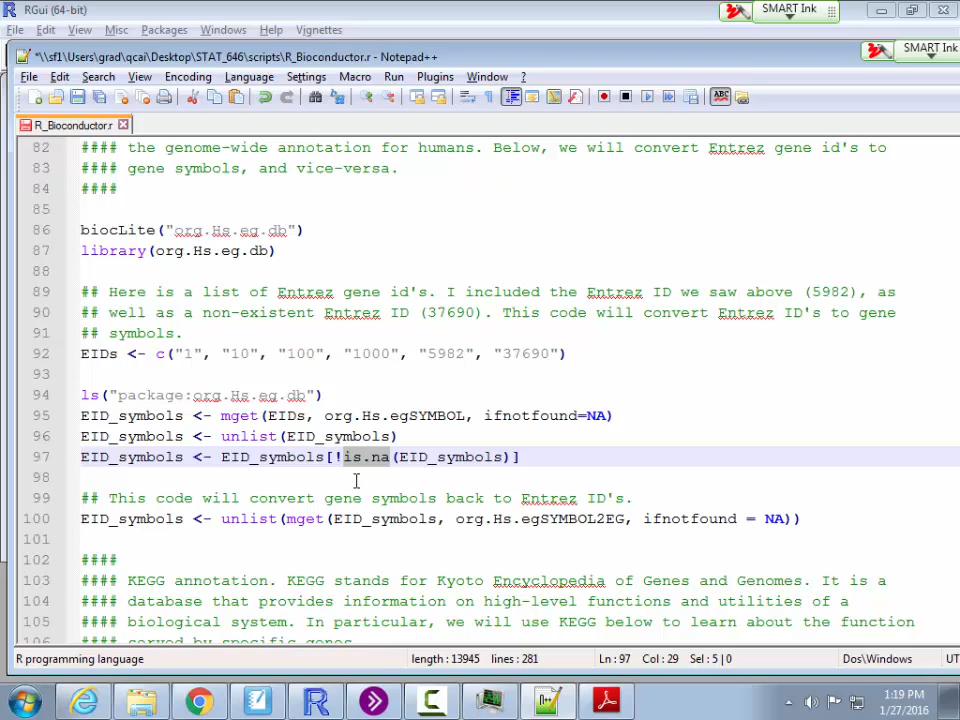 RGui (64-bit)
SMART Ink
File Edit View Misc Packages Windows Help Vignettes
*\\sf1\Users\grad\qcai\Desktop\STAT_646\scripts\R_Bioconductor.r - Notepad++
SMART Ink
File Edit Search View Encoding Language Settings Macro Run Plugins Window ?
R_Bioconductor.r
82 #### the genome-wide annotation for humans. Below, we will convert Entrez gene id's to
83 #### gene symbols, and vice-versa.
84 ####
85
86 biocLite("org.Hs.eg.db")
87 library(org.Hs.eg.db)
88
89 ## Here is a list of Entrez gene id's. I included the Entrez ID we saw above (5982), as
90 ## well as a non-existent Entrez ID (37690). This code will convert Entrez ID's to gene
91 ## symbols.
92 EIDs <- c("1", "10", "100", "1000", "5982", "37690")
93
94 ls("package:org.Hs.eg.db")
95 EID_symbols <- mget(EIDs, org.Hs.egSYMBOL, ifnotfound=NA)
96 EID_symbols <- unlist(EID_symbols)
97 EID_symbols <- EID_symbols[!is.na(EID_symbols)]
98
99 ## This code will convert gene symbols back to Entrez ID's.
100 EID_symbols <- unlist(mget(EID_symbols, org.Hs.egSYMBOL2EG, ifnotfound = NA))
101
102 ####
103 #### KEGG annotation. KEGG stands for Kyoto Encyclopedia of Genes and Genomes. It is a
104 #### database that provides information on high-level functions and utilities of a
105 #### biological system. In particular, we will use KEGG below to learn about the function
106 #### served by specific genes
R programming language length : 13945 lines : 281 Ln : 97 Col : 29 Sel : 5 | 0 Dos\Windows UT
1:19 PM
1/27/2016